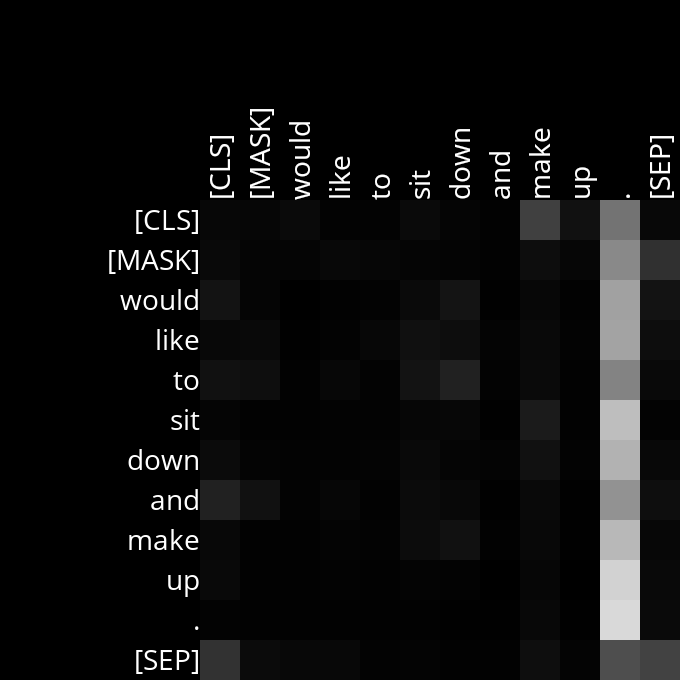 [CLS] [MASK] would like to sit down and make up . [SEP]
[CLS]
[MASK]
would
like
to
sit
down
and
make
up
.
[SEP]